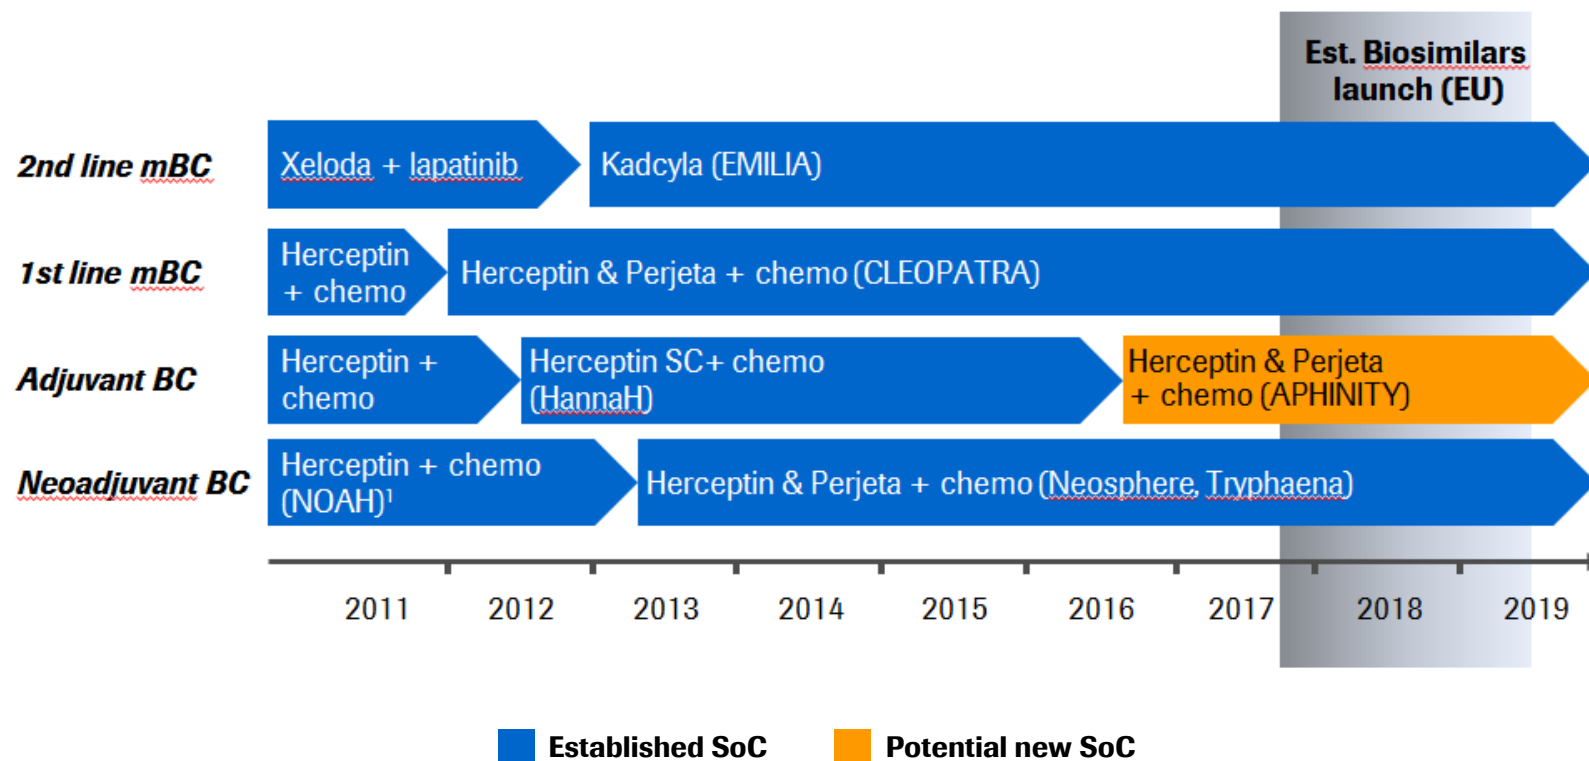 Est. Biosimilars
launch (EU)
2nd line mBC
Xeloda + lapatinib
Kadcyla (EMILIA)
1st line mBC
Herceptin
+ chemo
Herceptin & Perjeta + chemo (CLEOPATRA)
Adjuvant BC
Herceptin +
chemo
Herceptin SC+ chemo
(HannaH)
Herceptin & Perjeta
+ chemo (APHINITY)
Neoadjuvant BC
Herceptin + chemo
(NOAH)¹
Herceptin & Perjeta + chemo (Neosphere, Tryphaena)
2011 2012 2013 2014 2015 2016 2017 2018 2019
Established SoC
Potential new SoC